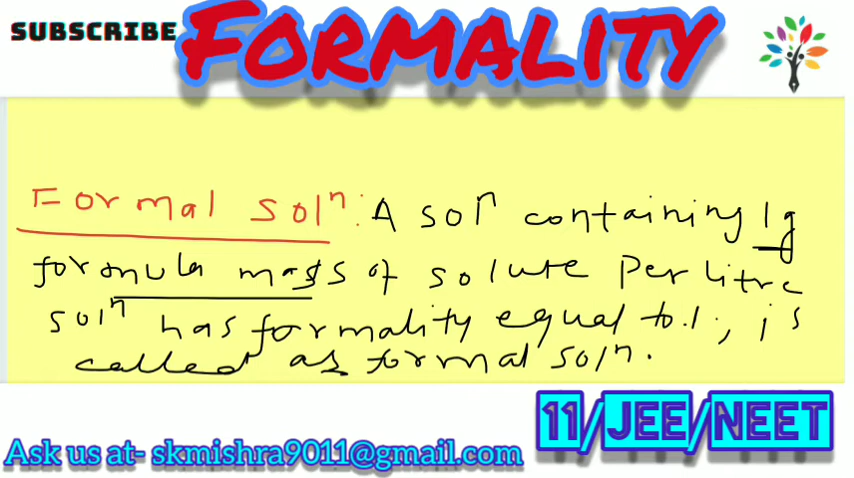 SUBSCRIBE
FORMALITY
Formal solⁿ: A solⁿ containing 1g
formula mass of solute per litre
solⁿ has formality equal to 1, is
called as formal solⁿ.
11/JEE/NEET
Ask us at- skmishra9011@gmail.com